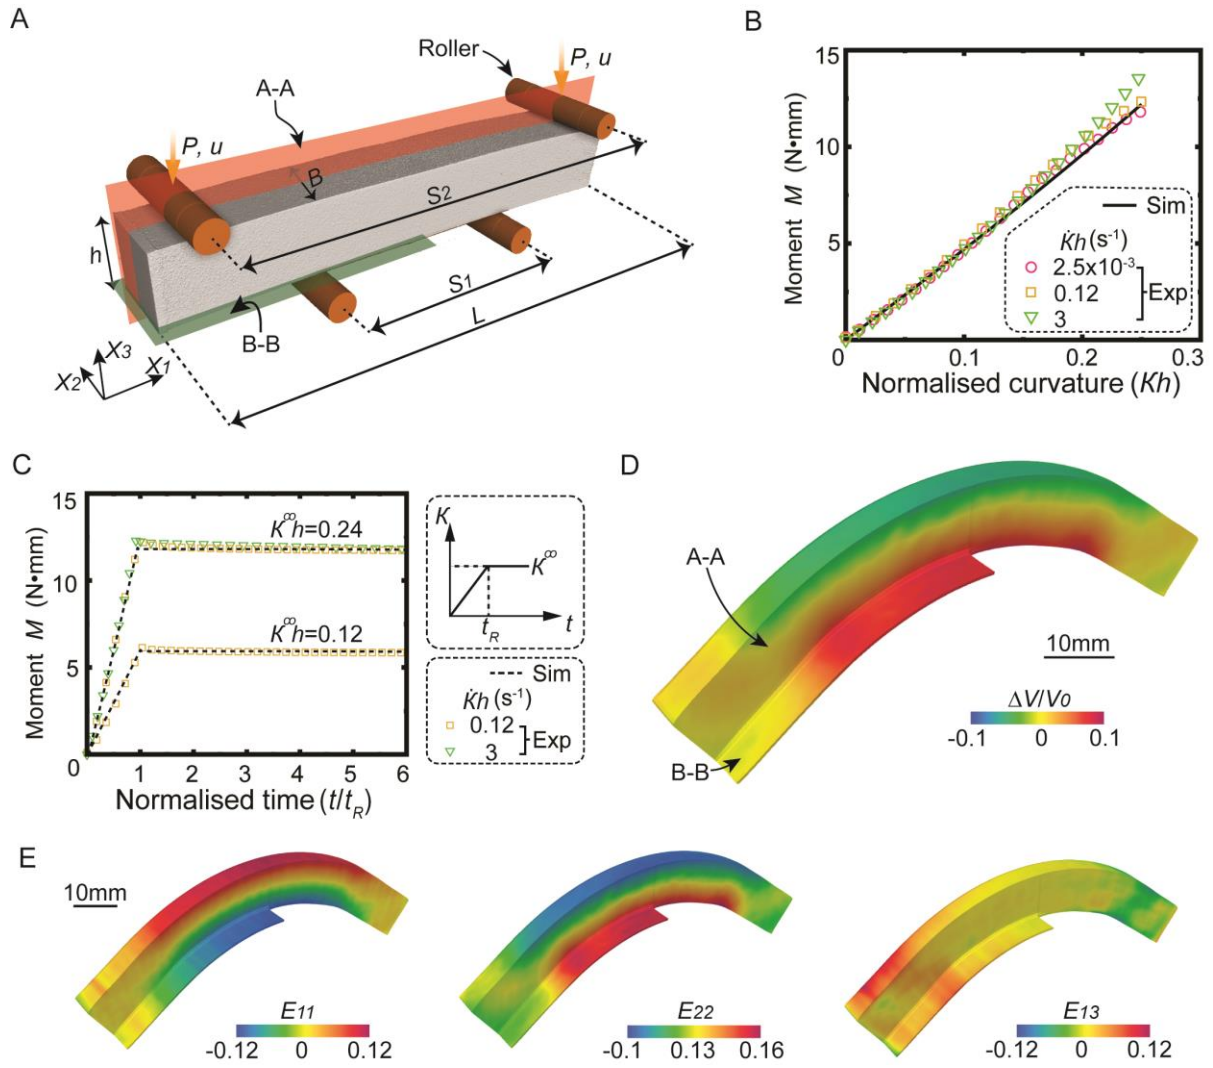 A
Roller
P, u
A-A
P, u
B
S2
h
S1
L
B-B
X3
X2
X1
B
15
10
5
0
0.1
0.2
0.3
Moment M (N•mm)
Normalised curvature (Kh)
Sim
K̇h (s-1)
2.5x10-3
0.12
3
Exp
C
15
10
5
0
1
2
3
4
5
6
Moment M (N•mm)
Normalised time (t/tR)
K∞h=0.24
K∞h=0.12
K
K∞
tR
t
Sim
K̇h (s-1)
0.12
3
Exp
D
A-A
B-B
10mm
ΔV/V0
-0.1
0
0.1
E
10mm
E11
-0.12
0
0.12
E22
-0.1
0.13
0.16
E13
-0.12
0
0.12